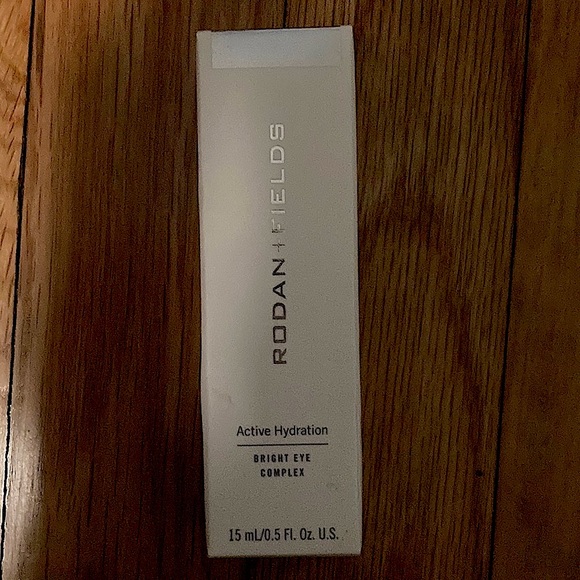 RODAN+FIELDS
Active Hydration
BRIGHT EYE
COMPLEX
15 mL/0.5 Fl. Oz. U.S.